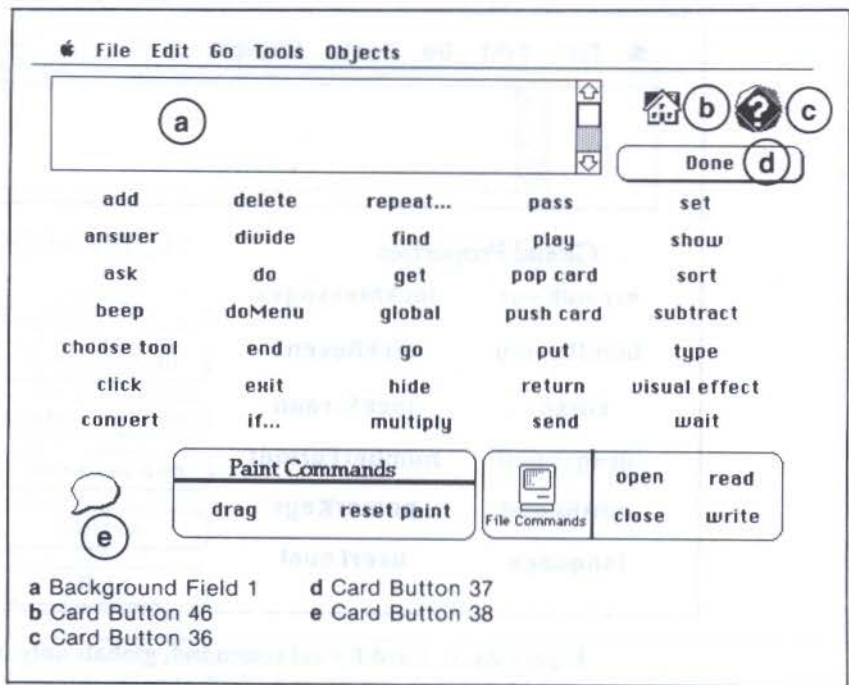 File Edit Go Tools Objects
a
b
c
Done d
add delete repeat... pass set
answer divide find play show
ask do get pop card sort
beep doMenu global push card subtract
choose tool end go put type
click exit hide return visual effect
convert if... multiply send wait
Paint Commands
drag reset paint
File Commands
open read
close write
e
a Background Field 1 d Card Button 37
b Card Button 46 e Card Button 38
c Card Button 36